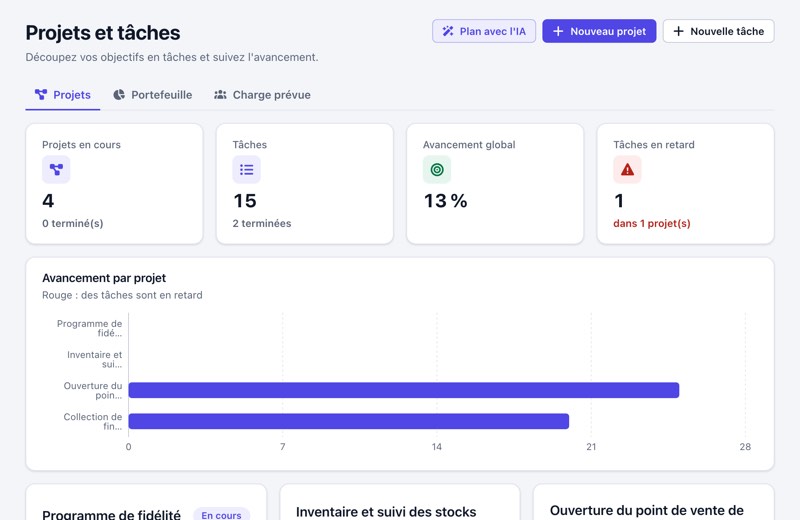 Projets et tâches
Découpez vos objectifs en tâches et suivez l'avancement.
Plan avec l'IA
Nouveau projet
Nouvelle tâche
Projets
Portefeuille
Charge prévue
Projets en cours
4
0 terminé(s)
Tâches
15
2 terminées
Avancement global
13 %
Tâches en retard
1
dans 1 projet(s)
Avancement par projet
Rouge : des tâches sont en retard
Programme de
fidé...
Inventaire et
sui...
Ouverture du
poin...
Collection de
fin...
0
7
14
21
28
Programme de fidélité
En cours
Inventaire et suivi des stocks
Ouverture du point de vente de